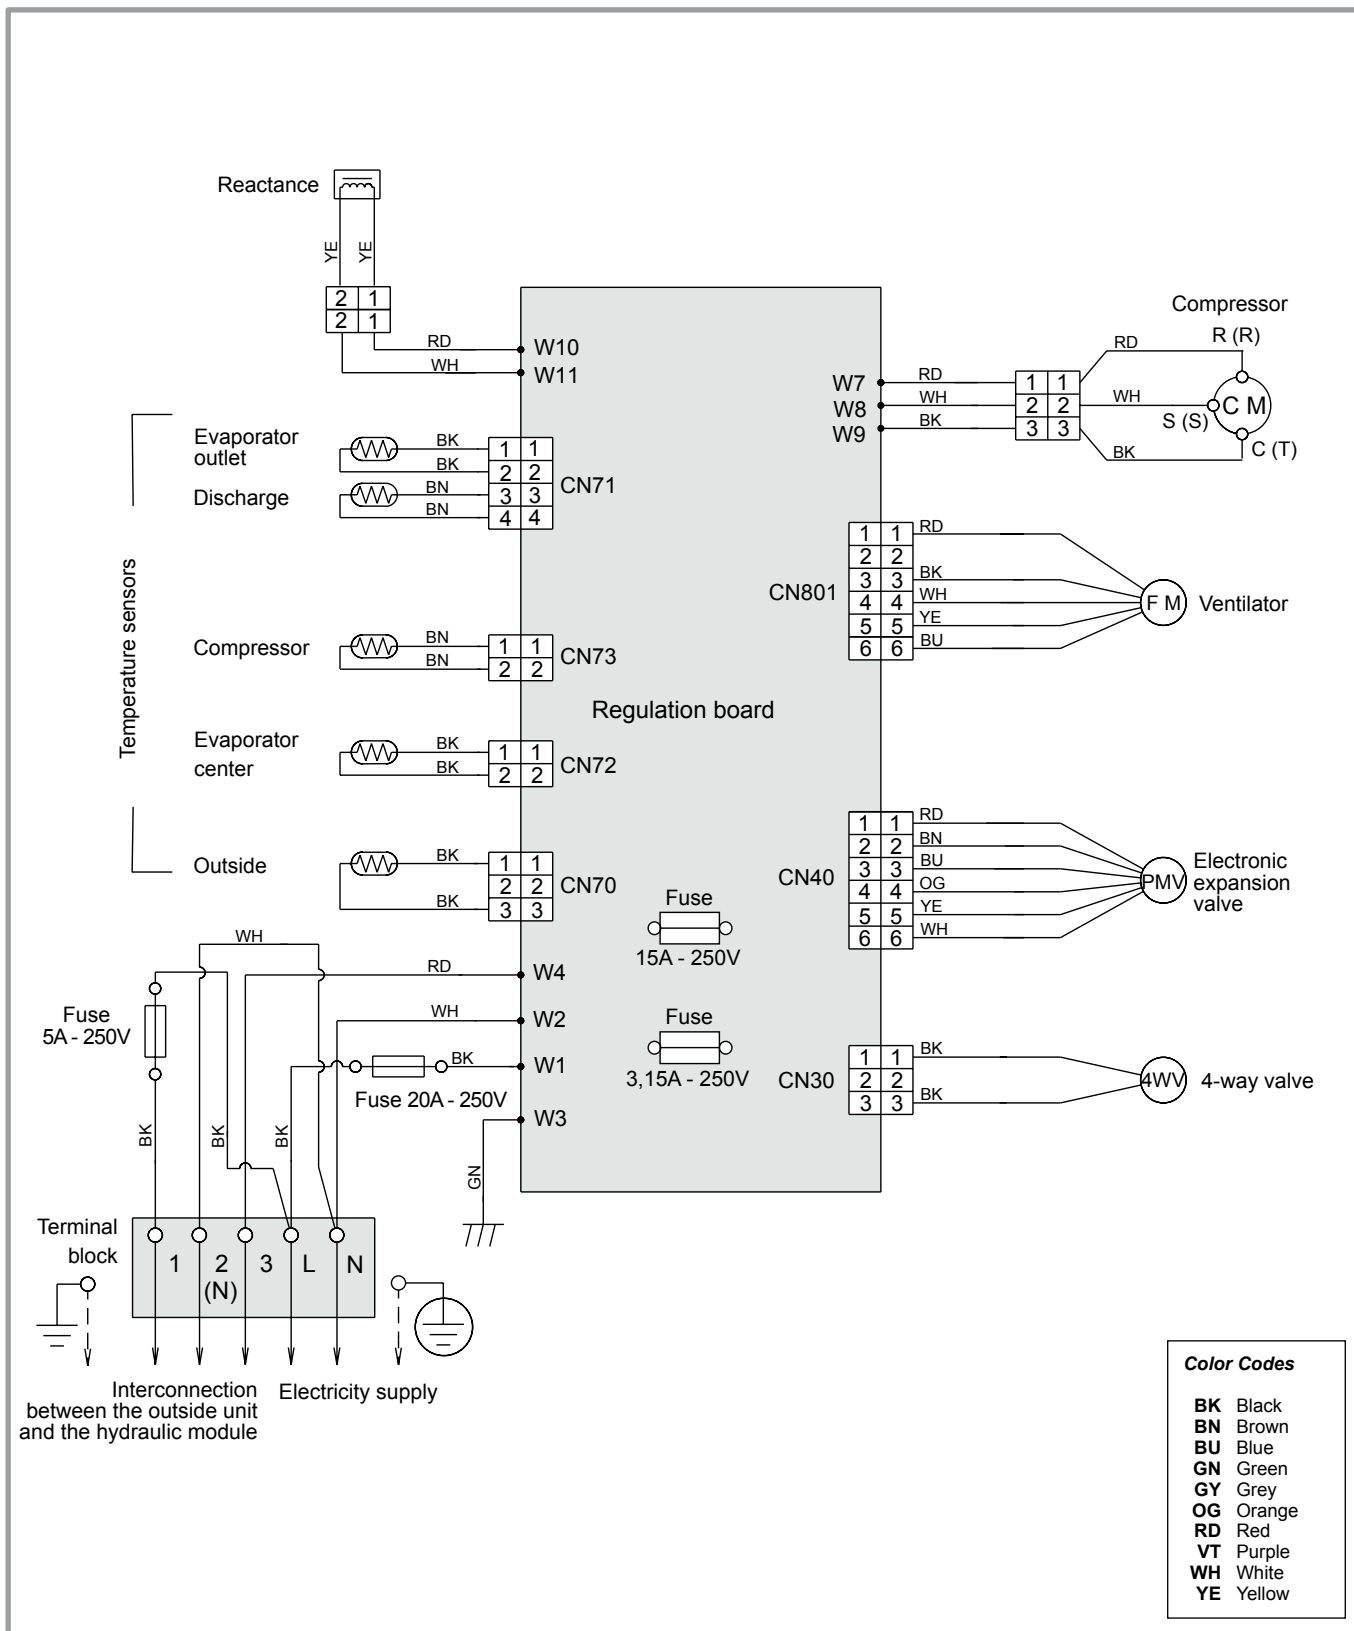 Reactance
YE
YE
2 1
2 1
RD
W10
WH
W11
Temperature sensors
Evaporator
outlet
BK
1 1
BK
2 2
Discharge
BN
3 3
BN
4 4
CN71
Compressor
BN
1 1
BN
2 2
CN73
Regulation board
Evaporator
center
BK
1 1
BK
2 2
CN72
Outside
BK
1 1
2 2
BK
3 3
CN70
Fuse
15A - 250V
Fuse
3,15A - 250V
WH
RD
W4
WH
W2
BK
W1
Fuse 20A - 250V
W3
GN
Fuse
5A - 250V
BK
BK
BK
Terminal
block
1
2
(N)
3
L
N
Interconnection
between the outside unit
and the hydraulic module
Electricity supply
Compressor
R (R)
RD
W7
RD
1 1
W8
WH
2 2
WH
S (S)
C M
W9
BK
3 3
BK
C (T)
CN801
1 1
RD
2 2
3 3
BK
4 4
WH
5 5
YE
6 6
BU
F M
Ventilator
CN40
1 1
RD
2 2
BN
3 3
BU
4 4
OG
5 5
YE
6 6
WH
PMV
Electronic
expansion
valve
CN30
1 1
BK
2 2
3 3
BK
4WV
4-way valve
Color Codes
BK Black
BN Brown
BU Blue
GN Green
GY Grey
OG Orange
RD Red
VT Purple
WH White
YE Yellow